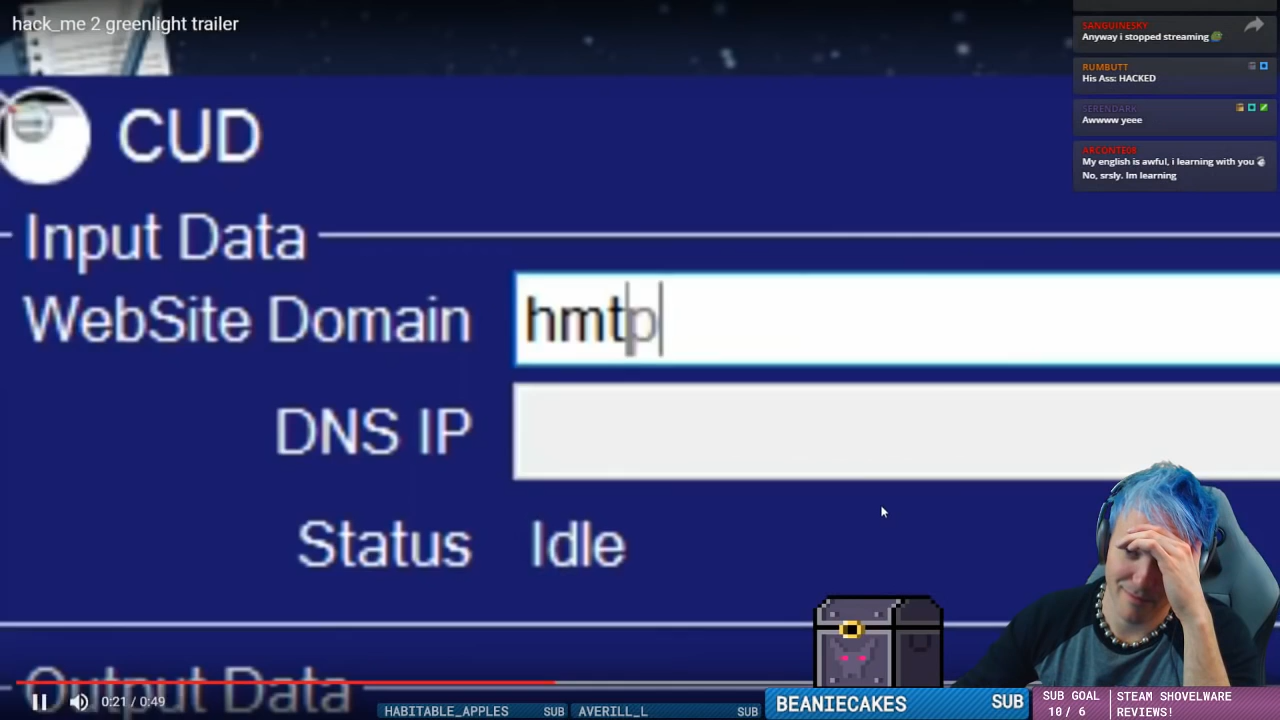 hack_me 2 greenlight trailer
SANGUINESKY
Anyway i stopped streaming
RUMBUTT
His Ass: HACKED
SERENDARK
Awwww yeee
ARCONTE08
My english is awful, i learning with you
No, srsly. Im learning
CUD
Input Data
WebSite Domain hmtp
DNS IP
Status Idle
Output Data
0:21 / 0:49
HABITABLE_APPLES SUB AVERILL_L SUB
BEANIECAKES SUB
SUB GOAL
10 / 6
STEAM SHOVELWARE
REVIEWS!